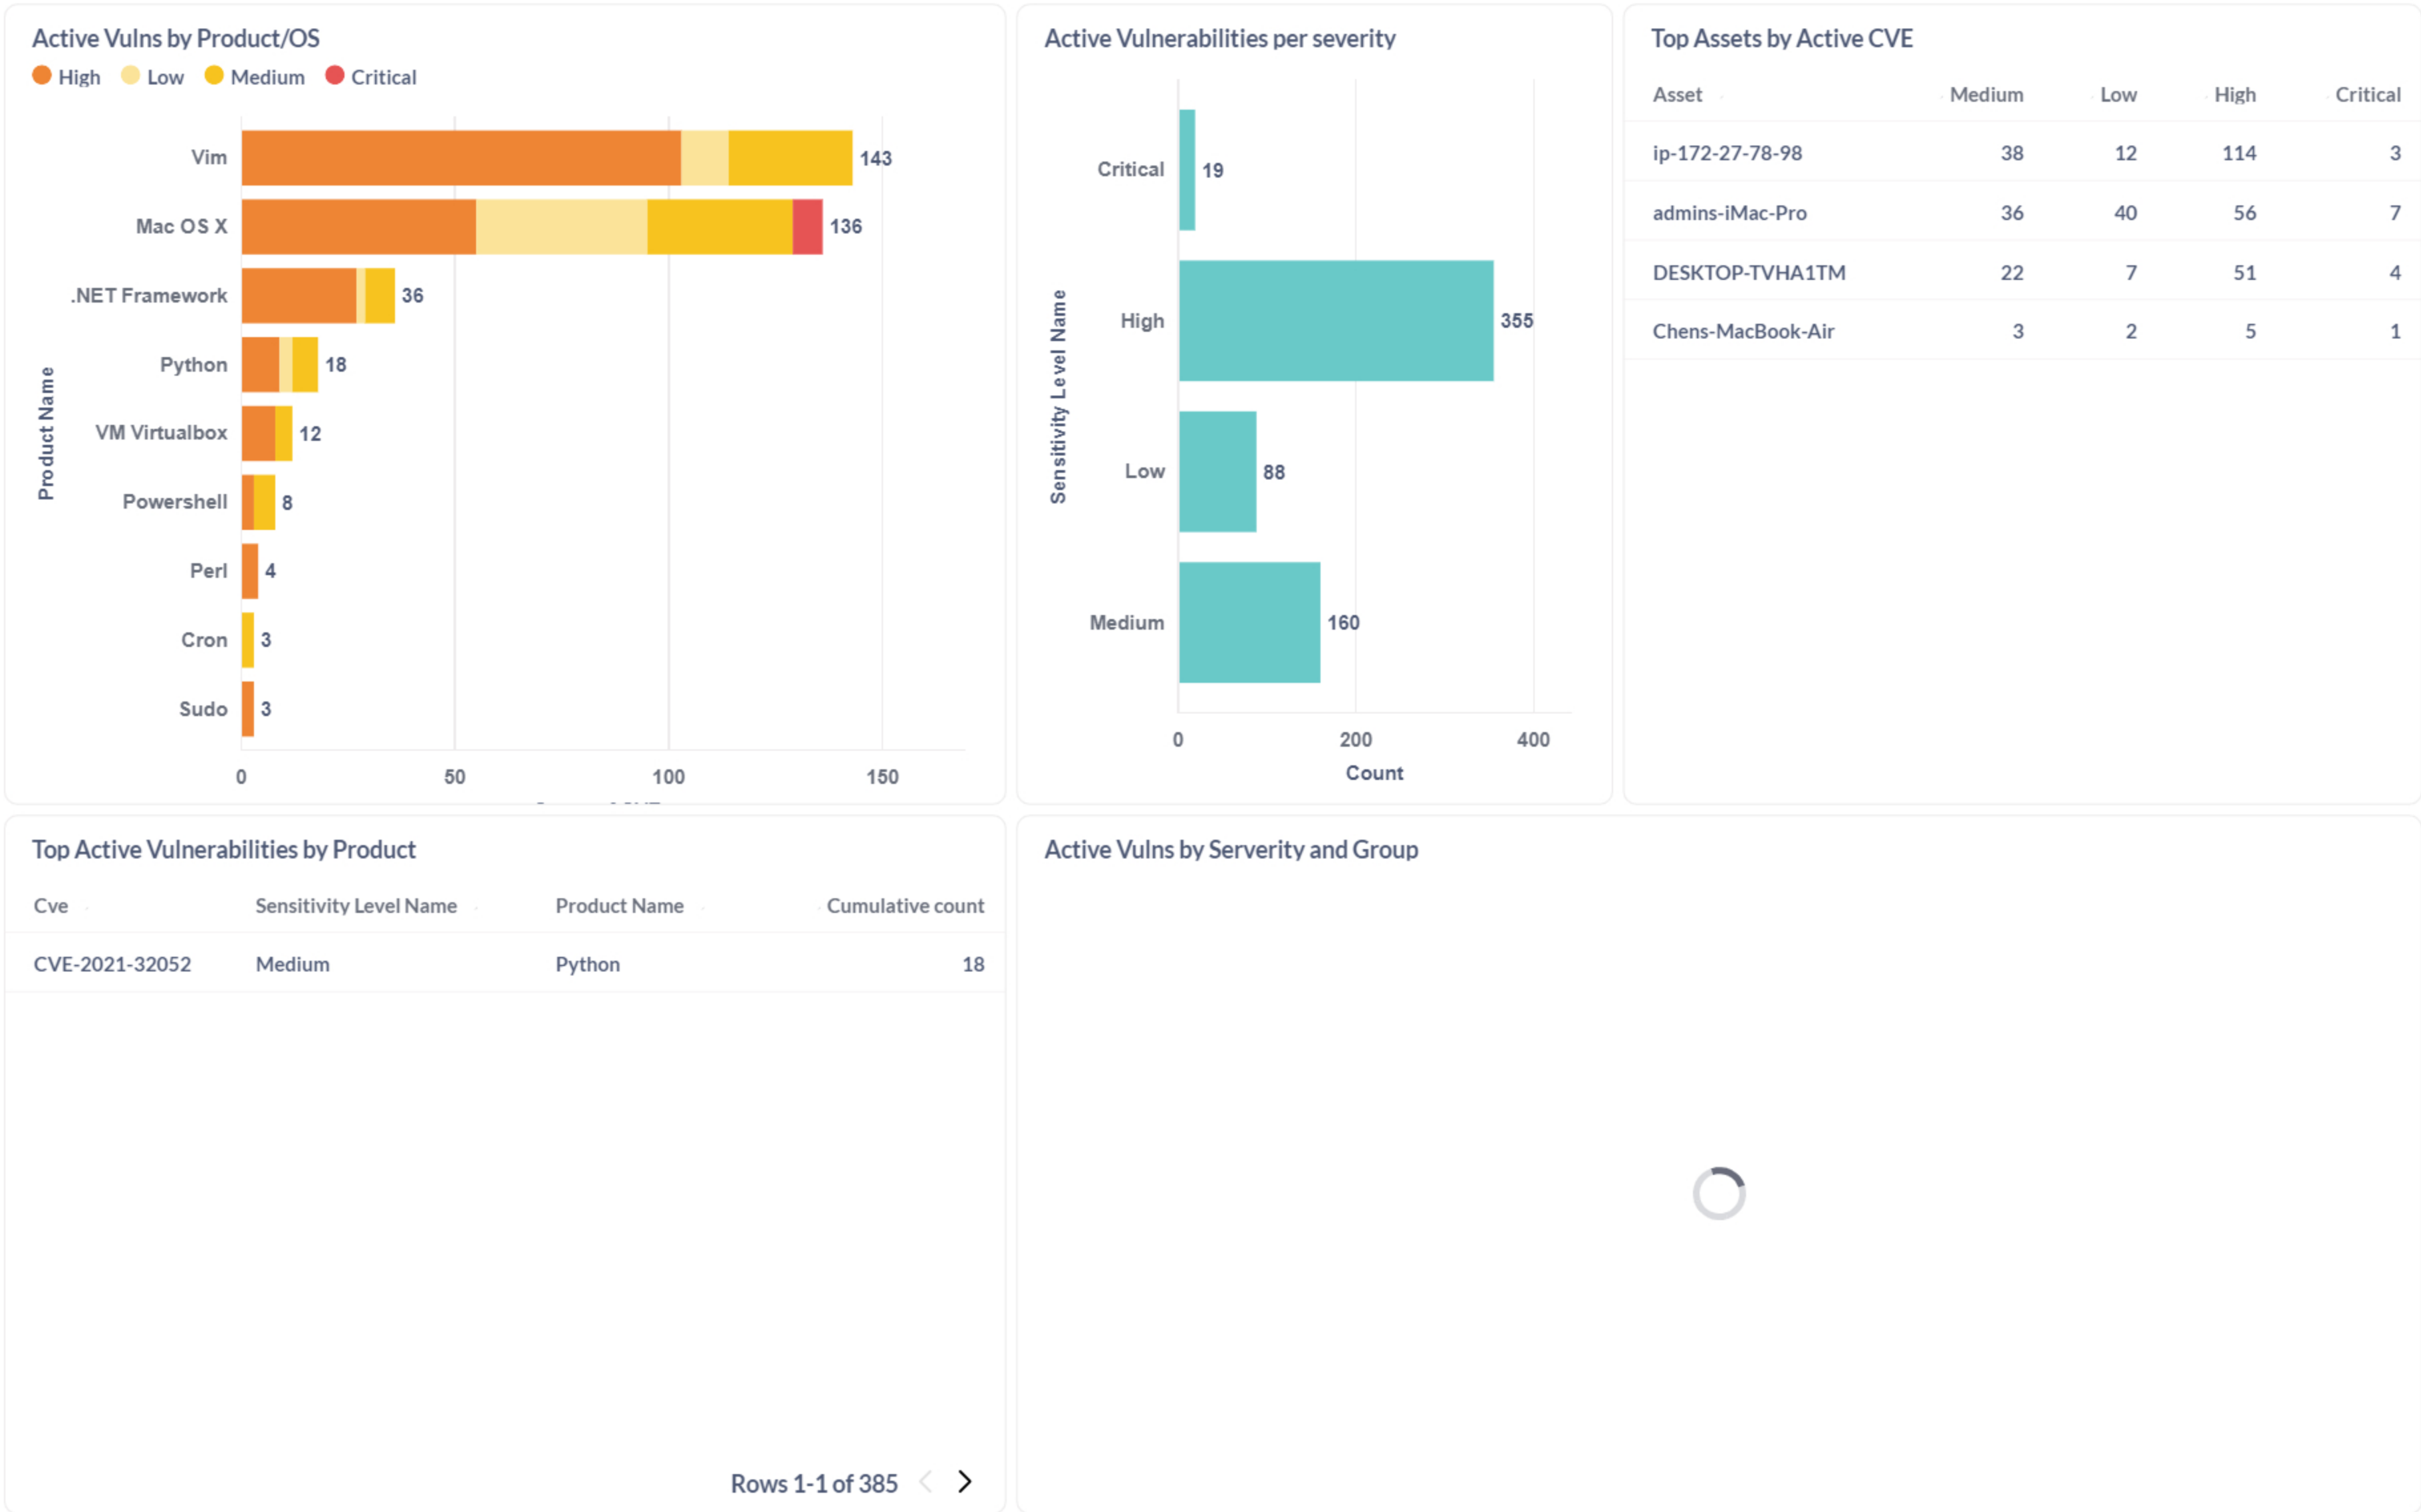 Active Vulns by Product/OS
High Low Medium Critical
Product Name
Vim 143
Mac OS X 136
.NET Framework 36
Python 18
VM Virtualbox 12
Powershell 8
Perl 4
Cron 3
Sudo 3
0 50 100 150
Active Vulnerabilities per severity
Sensitivity Level Name
Critical 19
High 355
Low 88
Medium 160
0 200 400
Count
Top Assets by Active CVE
Asset Medium Low High Critical
ip-172-27-78-98 38 12 114 3
admins-iMac-Pro 36 40 56 7
DESKTOP-TVHA1TM 22 7 51 4
Chens-MacBook-Air 3 2 5 1
Top Active Vulnerabilities by Product
Cve Sensitivity Level Name Product Name Cumulative count
CVE-2021-32052 Medium Python 18
Rows 1-1 of 385
Active Vulns by Serverity and Group